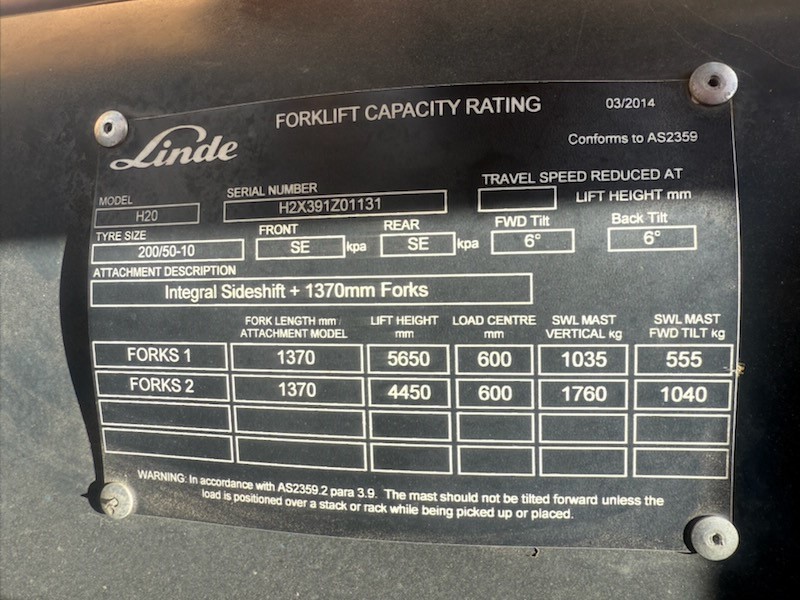 FORKLIFT CAPACITY RATING 03/2014
Linde
Conforms to AS2359
MODEL SERIAL NUMBER TRAVEL SPEED REDUCED AT
H20 H2X391Z01131 LIFT HEIGHT mm
TYRE SIZE FRONT REAR FWD Tilt Back Tilt
200/50-10 SE kpa SE kpa 6° 6°
ATTACHMENT DESCRIPTION
Integral Sideshift + 1370mm Forks
FORK LENGTH mm / LIFT HEIGHT LOAD CENTRE SWL MAST SWL MAST
ATTACHMENT MODEL mm mm VERTICAL kg FWD TILT kg
FORKS 1 1370 5650 600 1035 555
FORKS 2 1370 4450 600 1760 1040
WARNING: In accordance with AS2359.2 para 3.9. The mast should not be tilted forward unless the
load is positioned over a stack or rack while being picked up or placed.